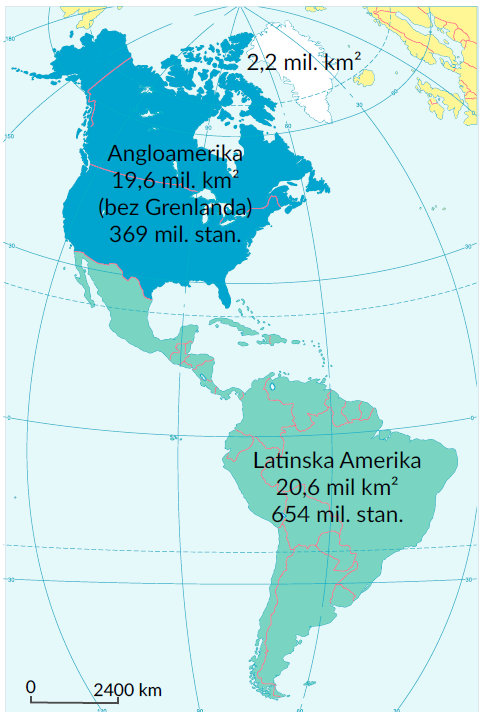 2,2 mil. km²
Angloamerika
19,6 mil. km²
(bez Grenlanda)
369 mil. stan.
Latinska Amerika
20,6 mil km²
654 mil. stan.
0 2400 km